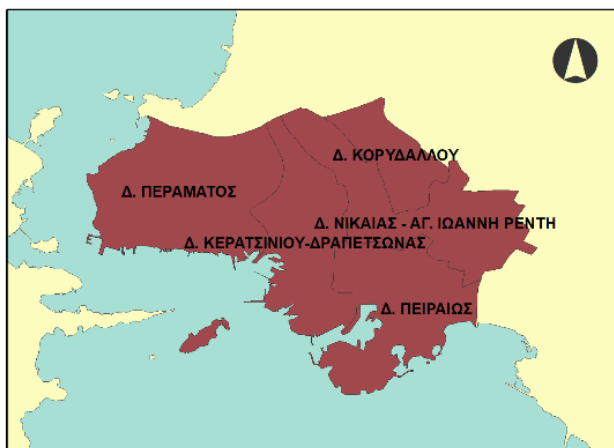 Δ. ΚΟΡΥΔΑΛΛΟΥ
Δ. ΠΕΡΑΜΑΤΟΣ
Δ. ΝΙΚΑΙΑΣ - ΑΓ. ΙΩΑΝΝΗ ΡΕΝΤΗ
Δ. ΚΕΡΑΤΣΙΝΙΟΥ-ΔΡΑΠΕΤΣΩΝΑΣ
Δ. ΠΕΙΡΑΙΩΣ